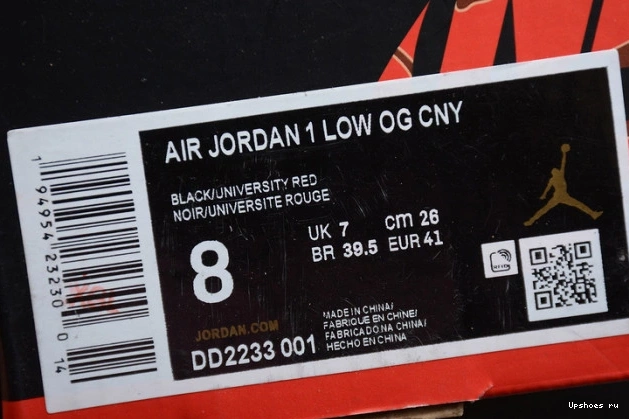 AIR JORDAN 1 LOW OG CNY
BLACK/UNIVERSITY RED
NOIR/UNIVERSITE ROUGE
8
UK 7 cm 26
BR 39.5 EUR 41
JORDAN.COM
DD2233 001
MADE IN CHINA/
FABRIQUE EN CHINE/
FABRICADO NA CHINA/
HECHO EN CHINA
1 94954 23230 0 14
Upshoes ru